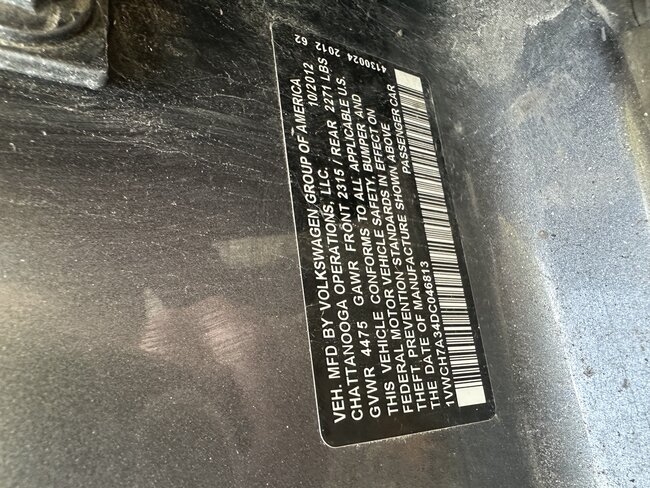 VEH. MFD BY VOLKSWAGEN GROUP OF AMERICA
CHATTANOOGA OPERATIONS, LLC. 10/2012
GVWR 4475 GAWR FRONT 2315 / REAR 2271 LBS
THIS VEHICLE CONFORMS TO ALL APPLICABLE U.S.
FEDERAL MOTOR VEHICLE SAFETY, BUMPER AND
THEFT PREVENTION STANDARDS IN EFFECT ON
THE DATE OF MANUFACTURE SHOWN ABOVE
1VWCH7A34DC046813 PASSENGER CAR
4130024 2012 62